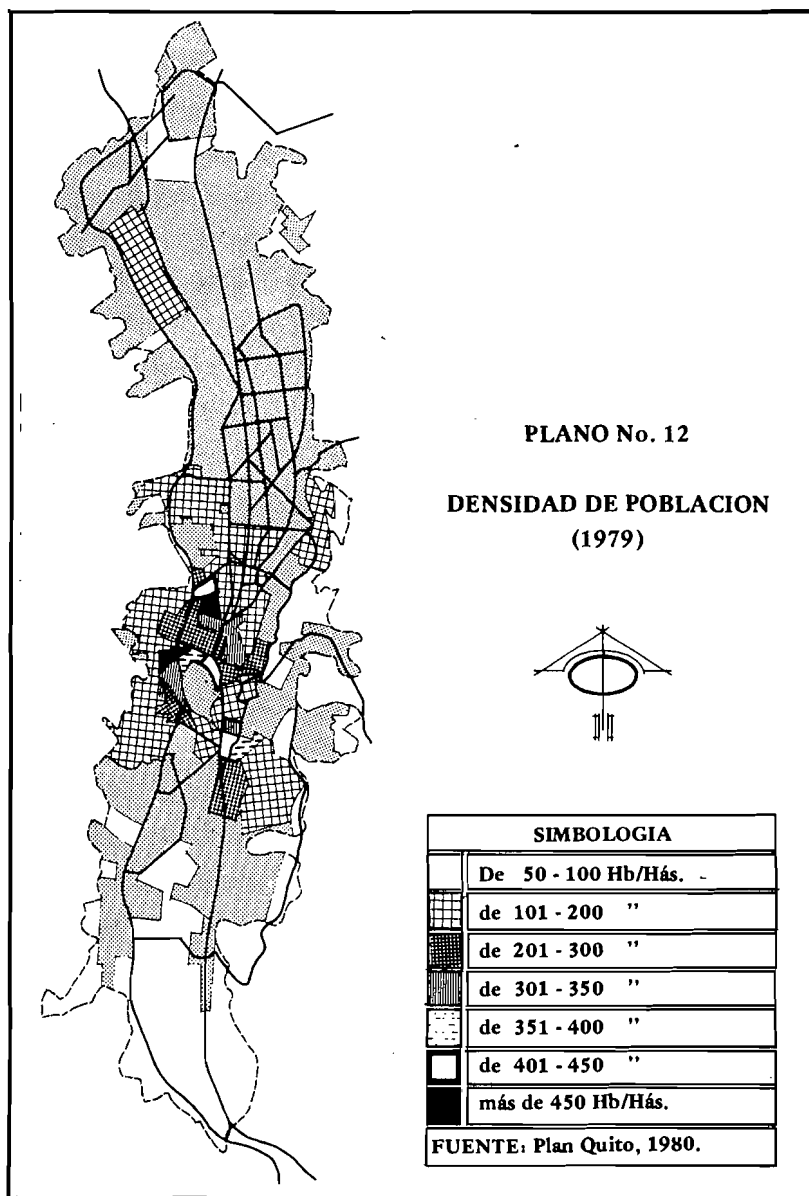 PLANO No. 12
DENSIDAD DE POBLACION
(1979)
SIMBOLOGIA
De 50 - 100 Hb/Hás.
de 101 - 200 ”
de 201 - 300 ”
de 301 - 350 ”
de 351 - 400 ”
de 401 - 450 ”
más de 450 Hb/Hás.
FUENTE: Plan Quito, 1980.